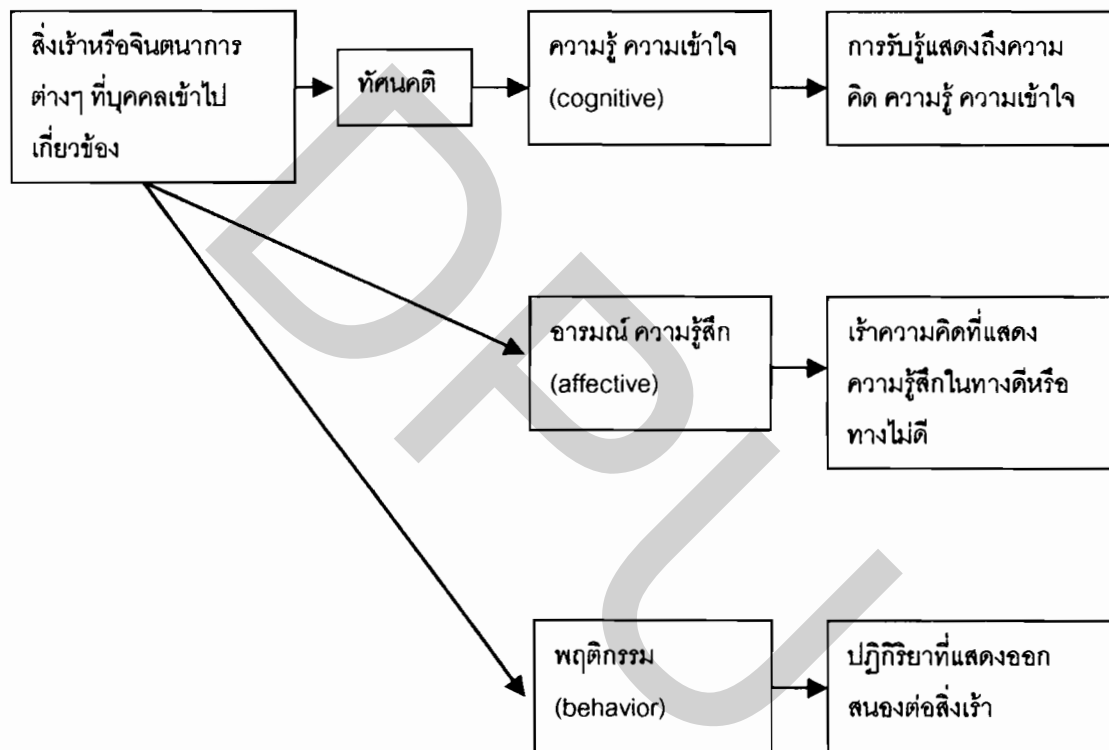 สิ่งเร้าหรือจินตนาการ
ต่างๆ ที่บุคคลเข้าไป
เกี่ยวข้อง
ทัศนคติ
ความรู้ ความเข้าใจ
(cognitive)
การรับรู้แสดงถึงความ
คิด ความรู้ ความเข้าใจ
อารมณ์ ความรู้สึก
(affective)
เร้าความคิดที่แสดง
ความรู้สึกในทางดีหรือ
ทางไม่ดี
พฤติกรรม
(behavior)
ปฏิกิริยาที่แสดงออก
สนองต่อสิ่งเร้า
DPU